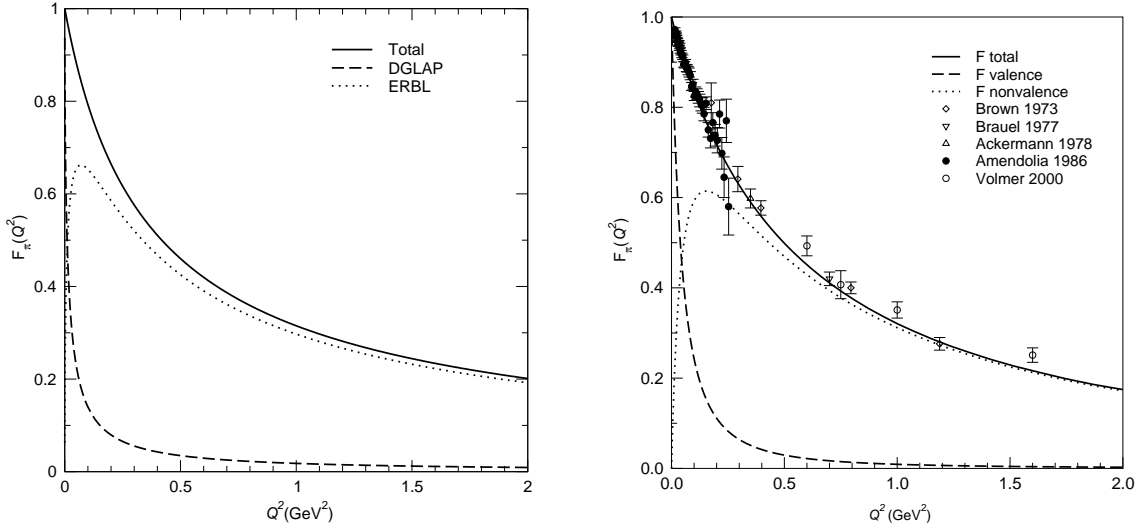 Total
DGLAP
ERBL
F_π(Q²)
1
0.8
0.6
0.4
0.2
0
0 0.5 1 1.5 2
Q²(GeV²)
F total
F valence
F nonvalence
Brown 1973
Brauel 1977
Ackermann 1978
Amendolia 1986
Volmer 2000
F_π(Q²)
1.0
0.8
0.6
0.4
0.2
0.0
0.0 0.5 1.0 1.5 2.0
Q²(GeV²)